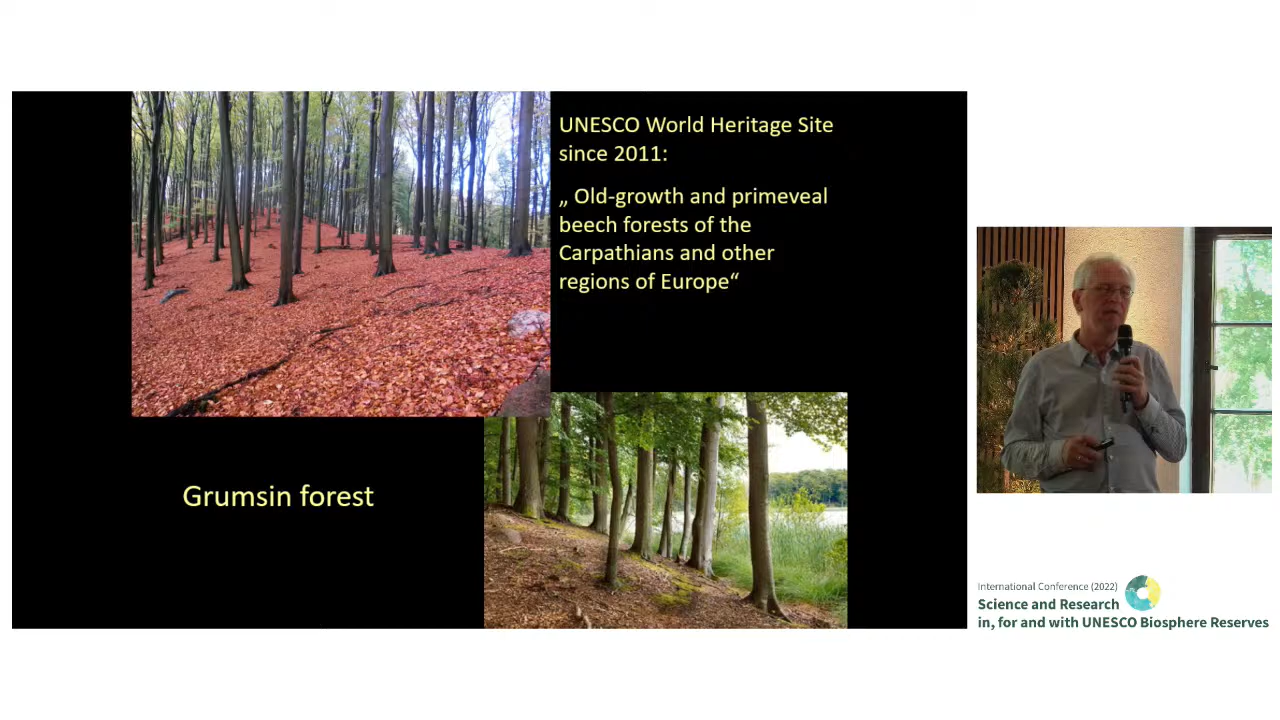 UNESCO World Heritage Site
since 2011:
„ Old-growth and primeveal
beech forests of the
Carpathians and other
regions of Europe“
Grumsin forest
International Conference (2022)
Science and Research
in, for and with UNESCO Biosphere Reserves